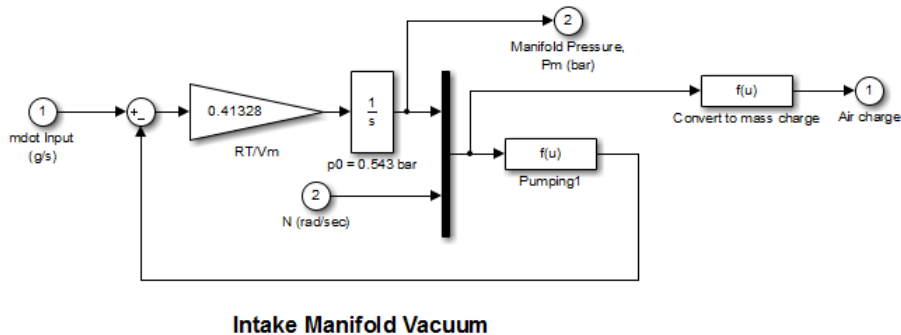 2
Manifold Pressure,
Pm (bar)
1
mdot Input
(g/s)
+
−
0.41328
RT/Vm
1
s
p0 = 0.543 bar
f(u)
Convert to mass charge
1
Air charge
f(u)
Pumping1
2
N (rad/sec)
Intake Manifold Vacuum